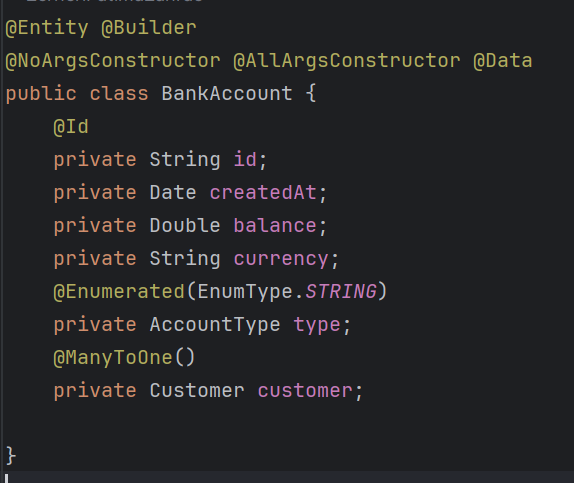 @Entity @Builder
@NoArgsConstructor @AllArgsConstructor @Data
public class BankAccount {
    @Id
    private String id;
    private Date createdAt;
    private Double balance;
    private String currency;
    @Enumerated(EnumType.STRING)
    private AccountType type;
    @ManyToOne()
    private Customer customer;
}